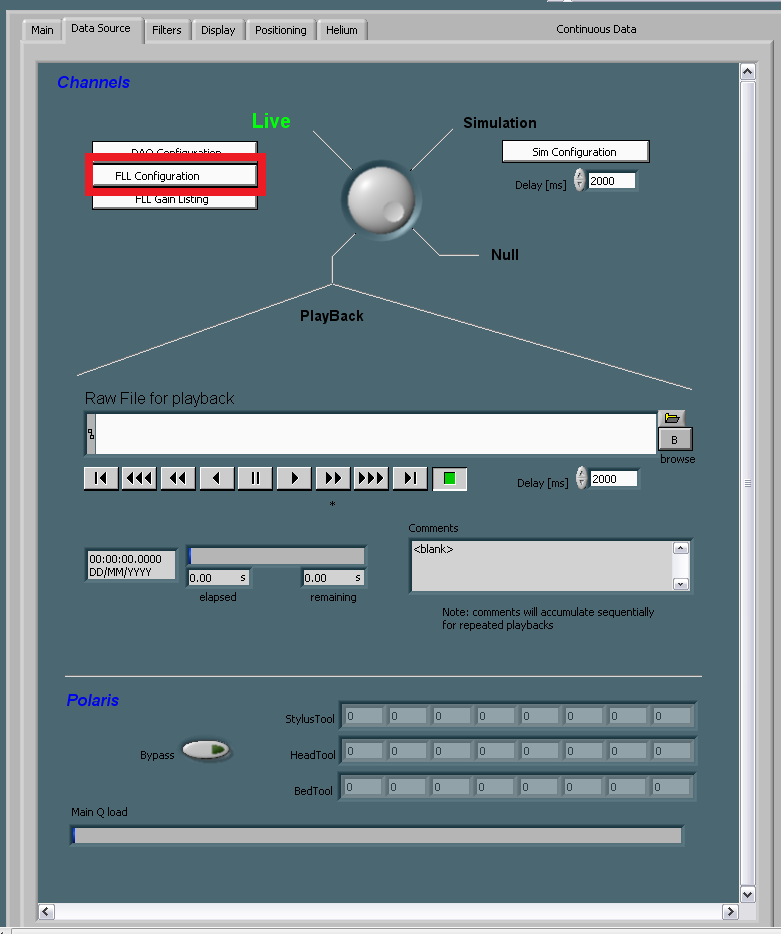 Main
Data Source
Filters
Display
Positioning
Helium
Continuous Data
Channels
Live
Simulation
DAQ Configuration
Sim Configuration
FLL Configuration
Delay [ms]
2000
FLL Gain Listing
Null
PlayBack
Raw File for playback
B
browse
Delay [ms]
2000
*
Comments
<blank>
00:00:00.0000
DD/MM/YYYY
0.00 s
0.00 s
elapsed
remaining
Note: comments will accumulate sequentially
for repeated playbacks
Polaris
StylusTool
0 0 0 0 0 0 0 0
Bypass
HeadTool
0 0 0 0 0 0 0 0
BedTool
0 0 0 0 0 0 0 0
Main Q load